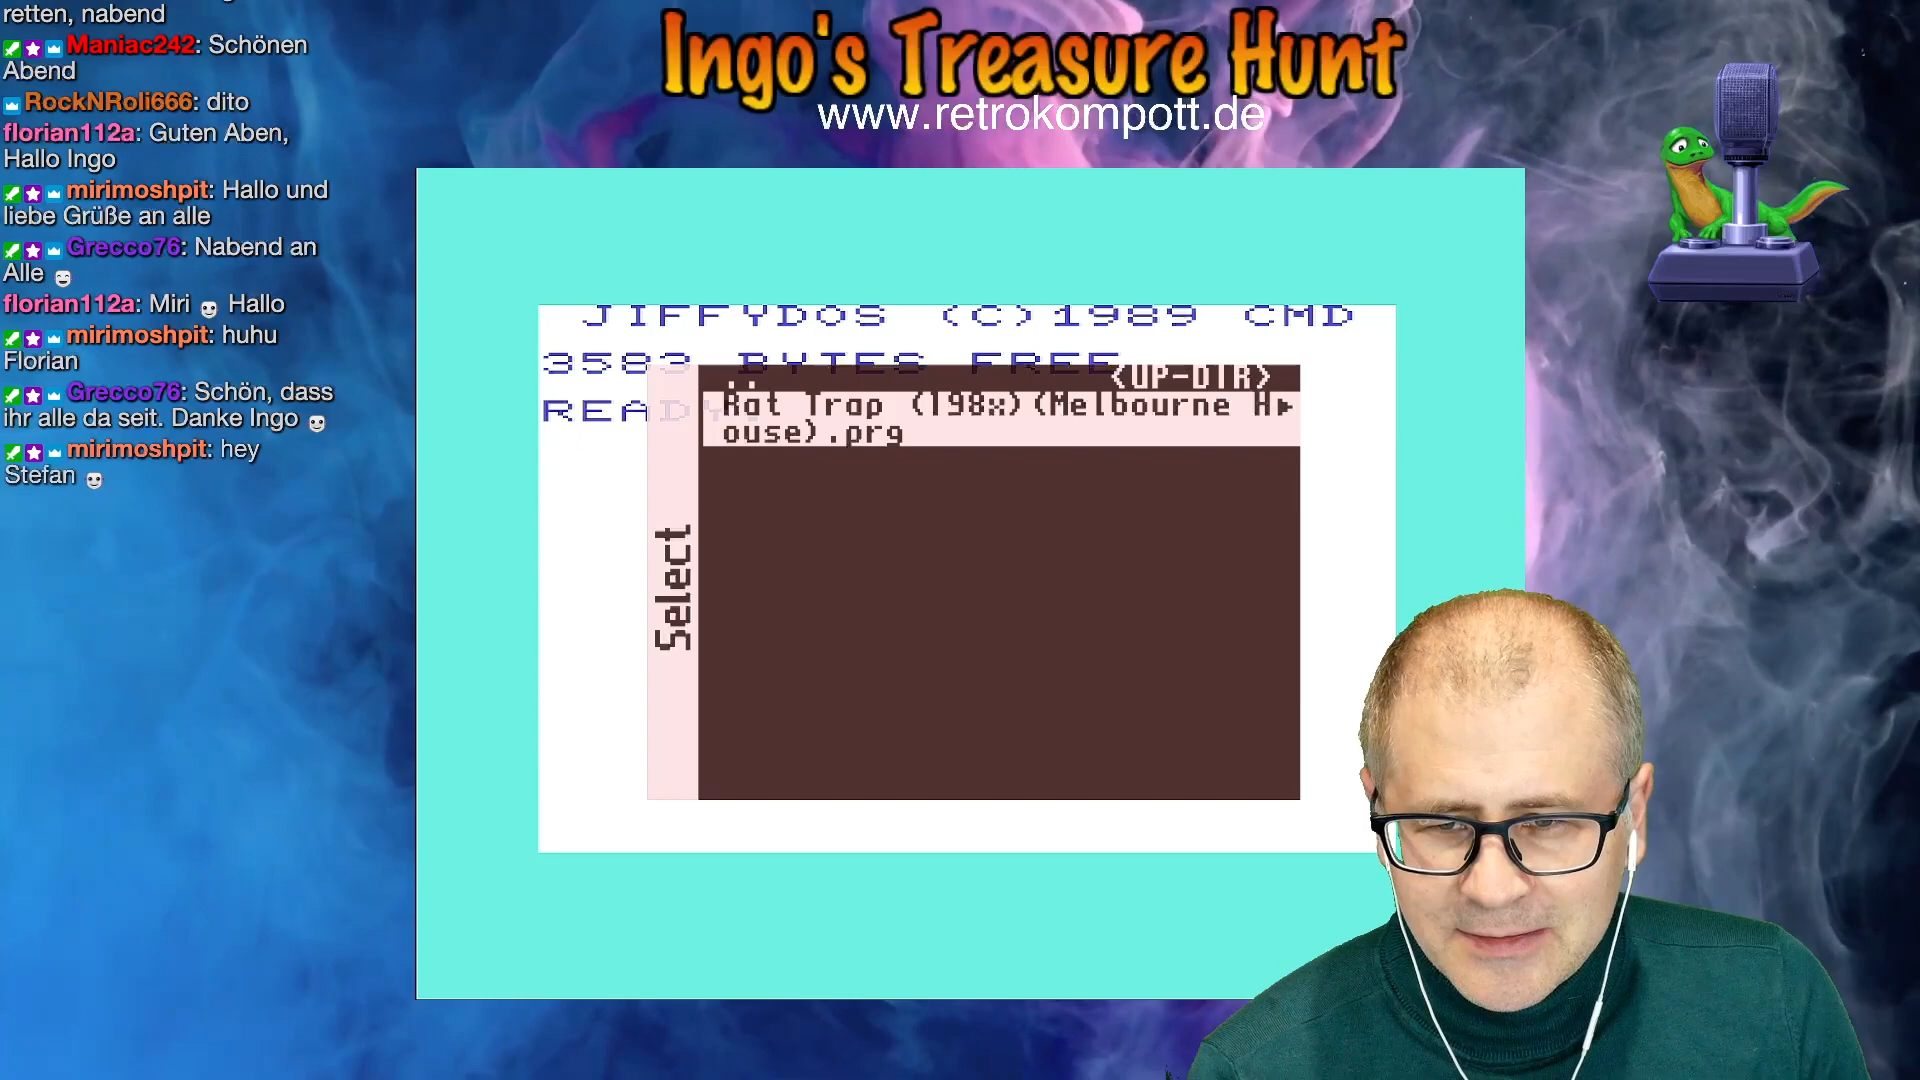 retten, nabend
Maniac242: Schönen
Abend
RockNRoli666: dito
florian112a: Guten Aben,
Hallo Ingo
mirimoshpit: Hallo und
liebe Grüße an alle
Grecco76: Nabend an
Alle
florian112a: Miri Hallo
mirimoshpit: huhu
Florian
Grecco76: Schön, dass
ihr alle da seit. Danke Ingo
mirimoshpit: hey
Stefan
Ingo's Treasure Hunt
www.retrokompott.de
JIFFYDOS (C)1989 CMD
3583 BYTES FREE
READY
..
<UP-DIR>
Rat Trap (198x)(Melbourne H
ouse).prg
Select